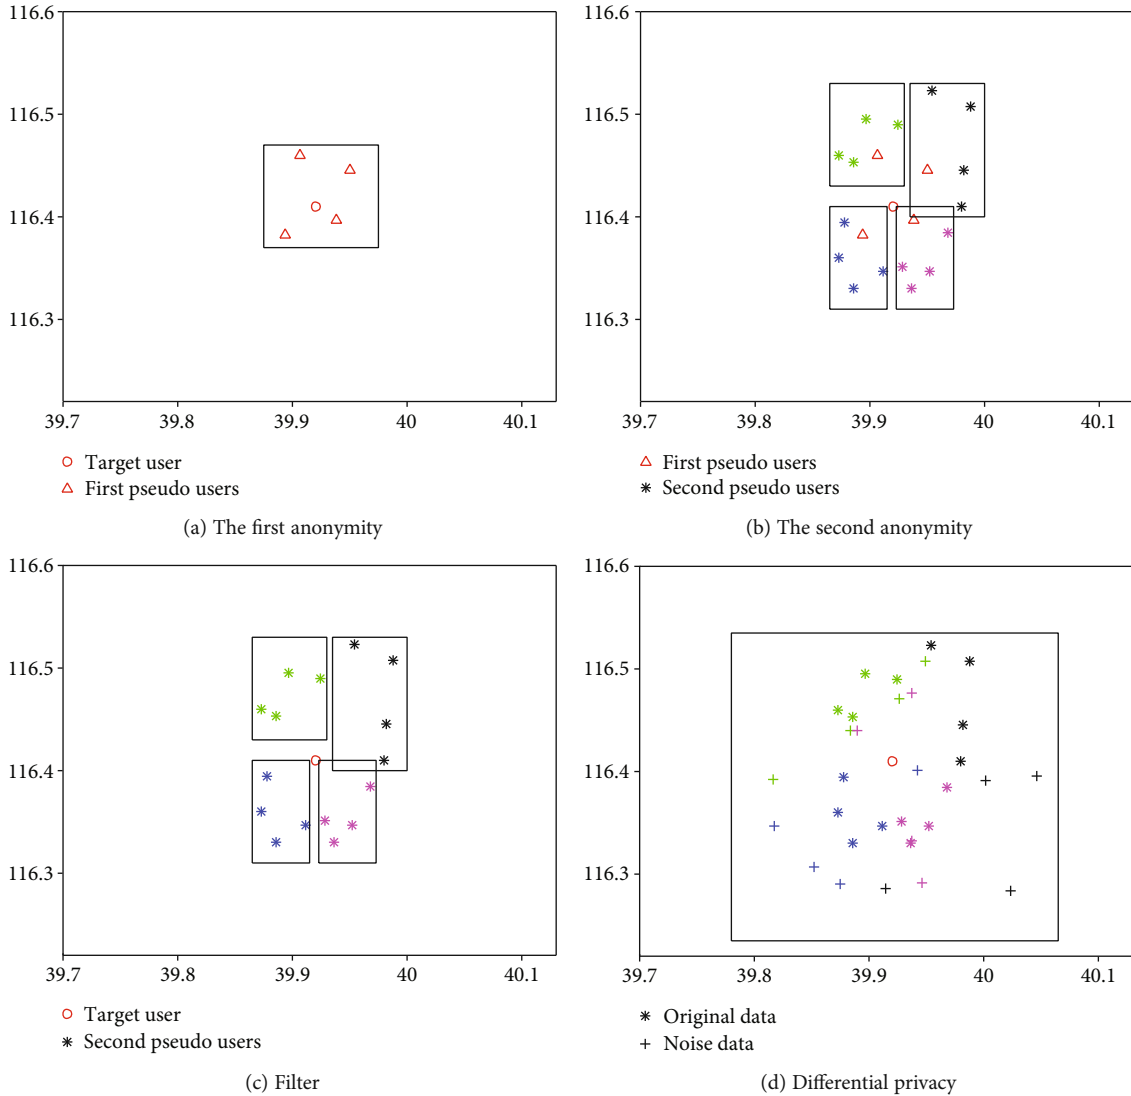 116.6
116.5
116.4
116.3
39.7 39.8 39.9 40 40.1
Target user
First pseudo users
(a) The first anonymity
116.6
116.5
116.4
116.3
39.7 39.8 39.9 40 40.1
First pseudo users
Second pseudo users
(b) The second anonymity
116.6
116.5
116.4
116.3
39.7 39.8 39.9 40 40.1
Target user
Second pseudo users
(c) Filter
116.6
116.5
116.4
116.3
39.7 39.8 39.9 40 40.1
Original data
Noise data
(d) Differential privacy